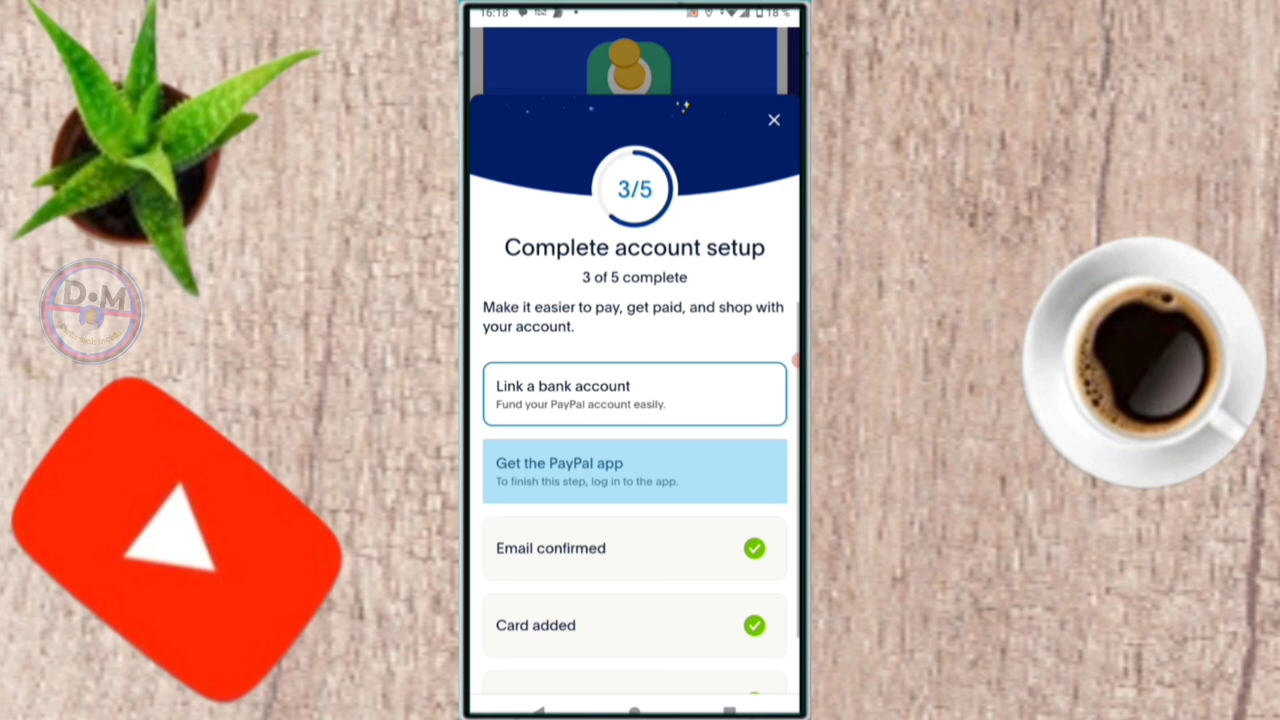 16:18
18 %
3/5
Complete account setup
3 of 5 complete
Make it easier to pay, get paid, and shop with
your account.
Link a bank account
Fund your PayPal account easily.
Get the PayPal app
To finish this step, log in to the app.
Email confirmed
Card added
D•M